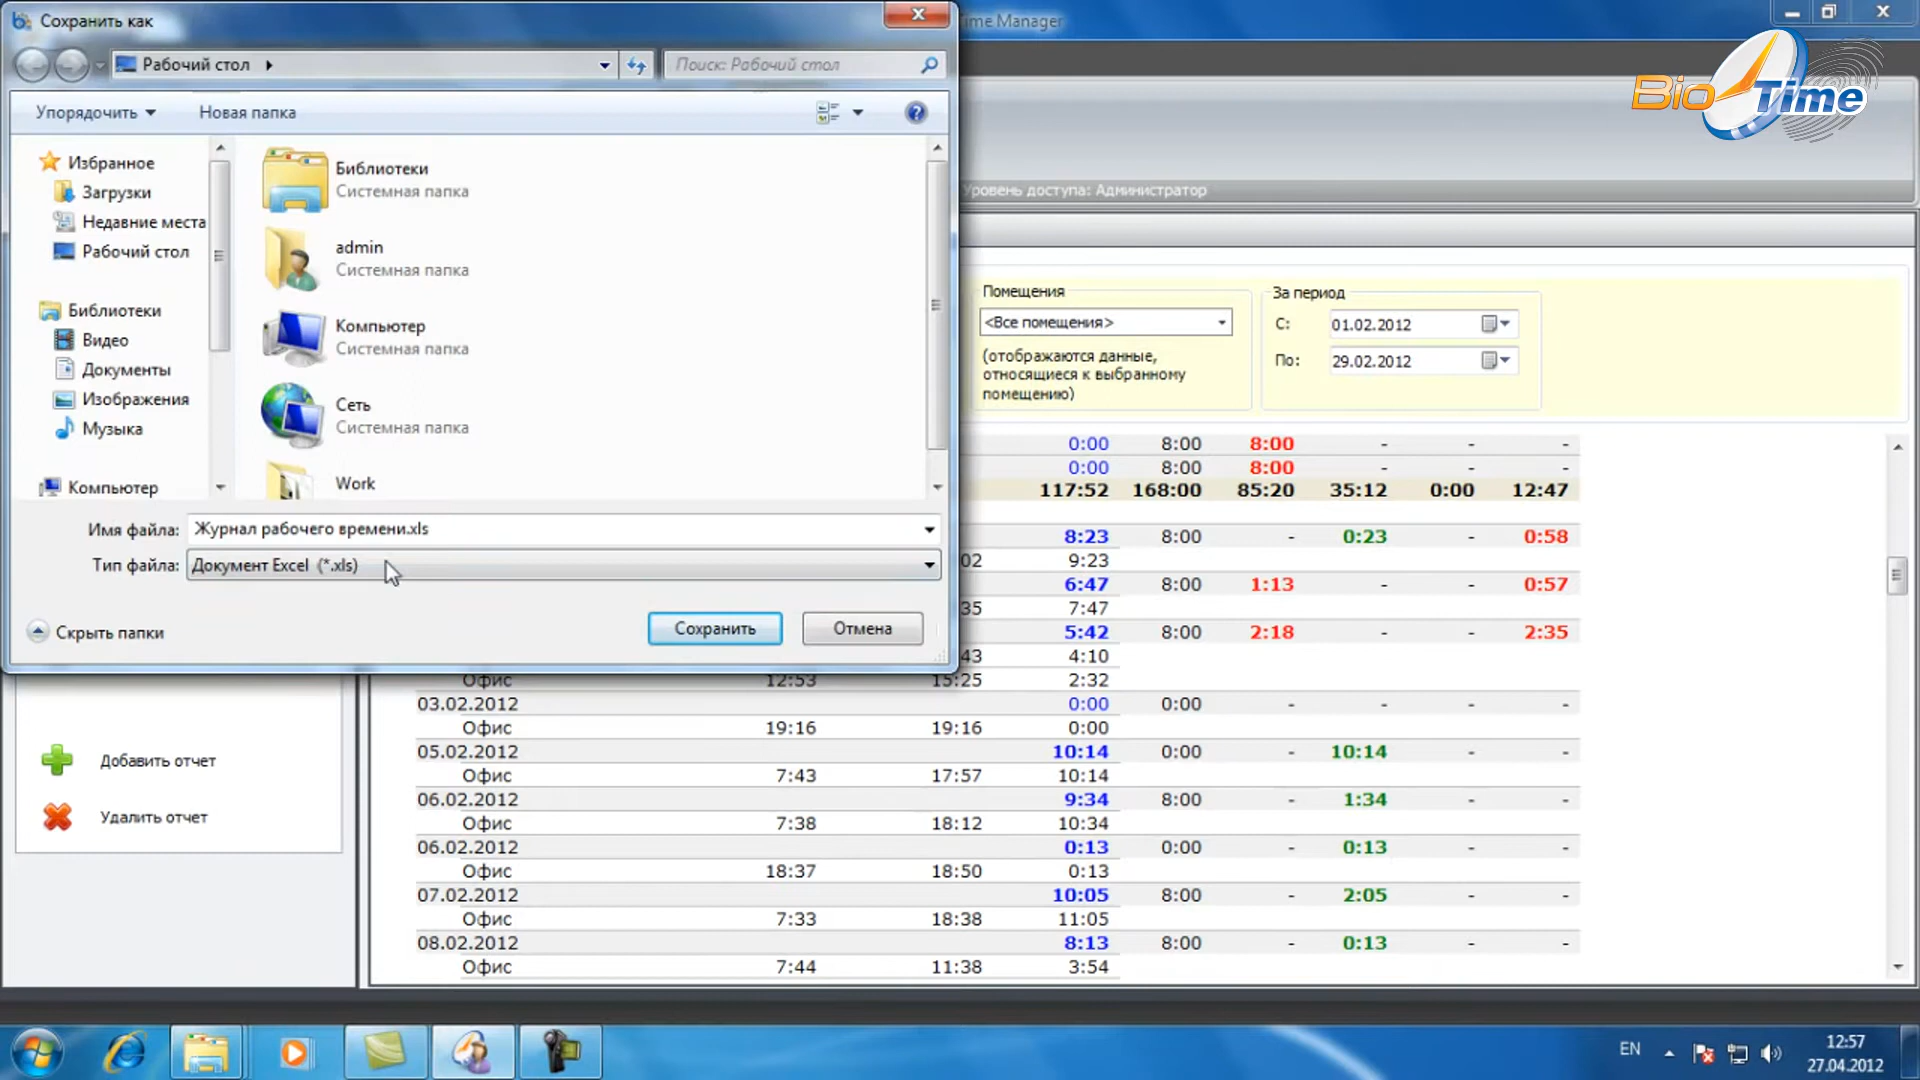 Сохранить как
ime Manager
Рабочий стол
Поиск: Рабочий стол
BioTime
Упорядочить
Новая папка
Избранное
Загрузки
Недавние места
Рабочий стол
Библиотеки
Видео
Документы
Изображения
Музыка
Компьютер
Библиотеки
Системная папка
admin
Системная папка
Компьютер
Системная папка
Сеть
Системная папка
Work
Имя файла: Журнал рабочего времени.xls
Тип файла: Документ Excel (*.xls)
Скрыть папки
Сохранить
Отмена
Уровень доступа: Администратор
Помещения
<Все помещения>
(отображаются данные,
относящиеся к выбранному
помещению)
За период
С: 01.02.2012
По: 29.02.2012
0:00 8:00 8:00 - - -
0:00 8:00 8:00 - - -
117:52 168:00 85:20 35:12 0:00 12:47
8:23 8:00 - 0:23 - 0:58
02 9:23
6:47 8:00 1:13 - - 0:57
35 7:47
5:42 8:00 2:18 - - 2:35
43 4:10
Офис 12:53 15:25 2:32
03.02.2012 0:00 0:00 - - - -
Офис 19:16 19:16 0:00
05.02.2012 10:14 0:00 - 10:14 - -
Офис 7:43 17:57 10:14
06.02.2012 9:34 8:00 - 1:34 - -
Офис 7:38 18:12 10:34
06.02.2012 0:13 0:00 - 0:13 - -
Офис 18:37 18:50 0:13
07.02.2012 10:05 8:00 - 2:05 - -
Офис 7:33 18:38 11:05
08.02.2012 8:13 8:00 - 0:13 - -
Офис 7:44 11:38 3:54
Добавить отчет
Удалить отчет
EN
12:57
27.04.2012